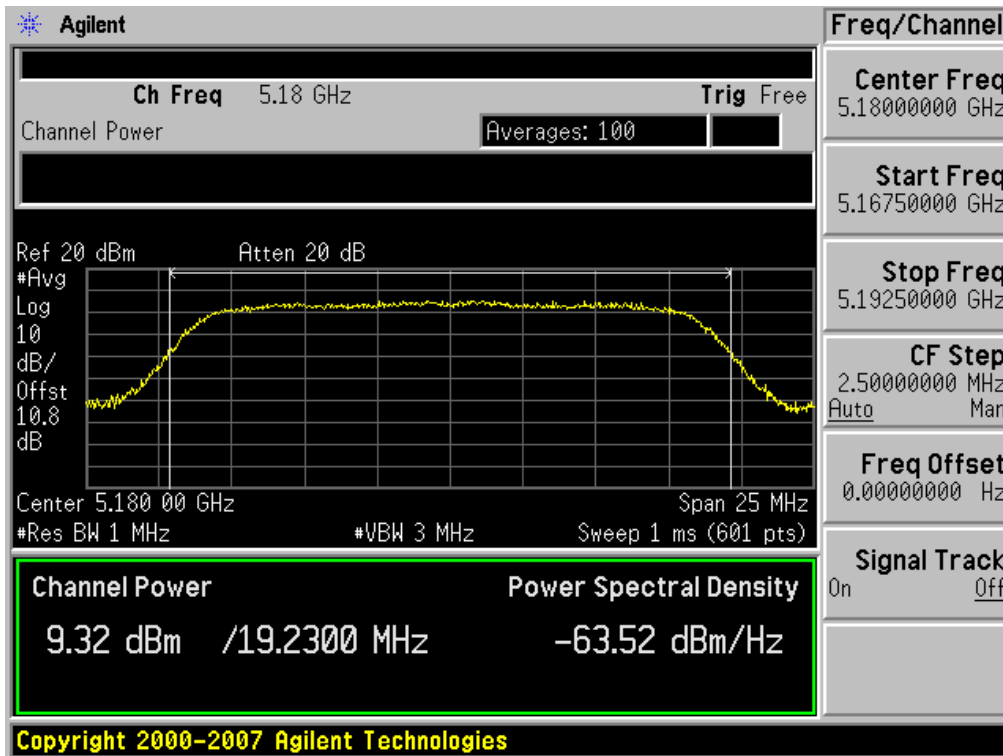 Agilent
Ch Freq 5.18 GHz Trig Free
Channel Power Averages: 100
Ref 20 dBm Atten 20 dB
#Avg
Log
10
dB/
Offst
10.8
dB
Center 5.180 00 GHz Span 25 MHz
#Res BW 1 MHz #VBW 3 MHz Sweep 1 ms (601 pts)
Channel Power Power Spectral Density
9.32 dBm /19.2300 MHz -63.52 dBm/Hz
Copyright 2000-2007 Agilent Technologies
Freq/Channel
Center Freq
5.18000000 GHz
Start Freq
5.16750000 GHz
Stop Freq
5.19250000 GHz
CF Step
2.50000000 MHz
Auto Man
Freq Offset
0.00000000 Hz
Signal Track
On Off